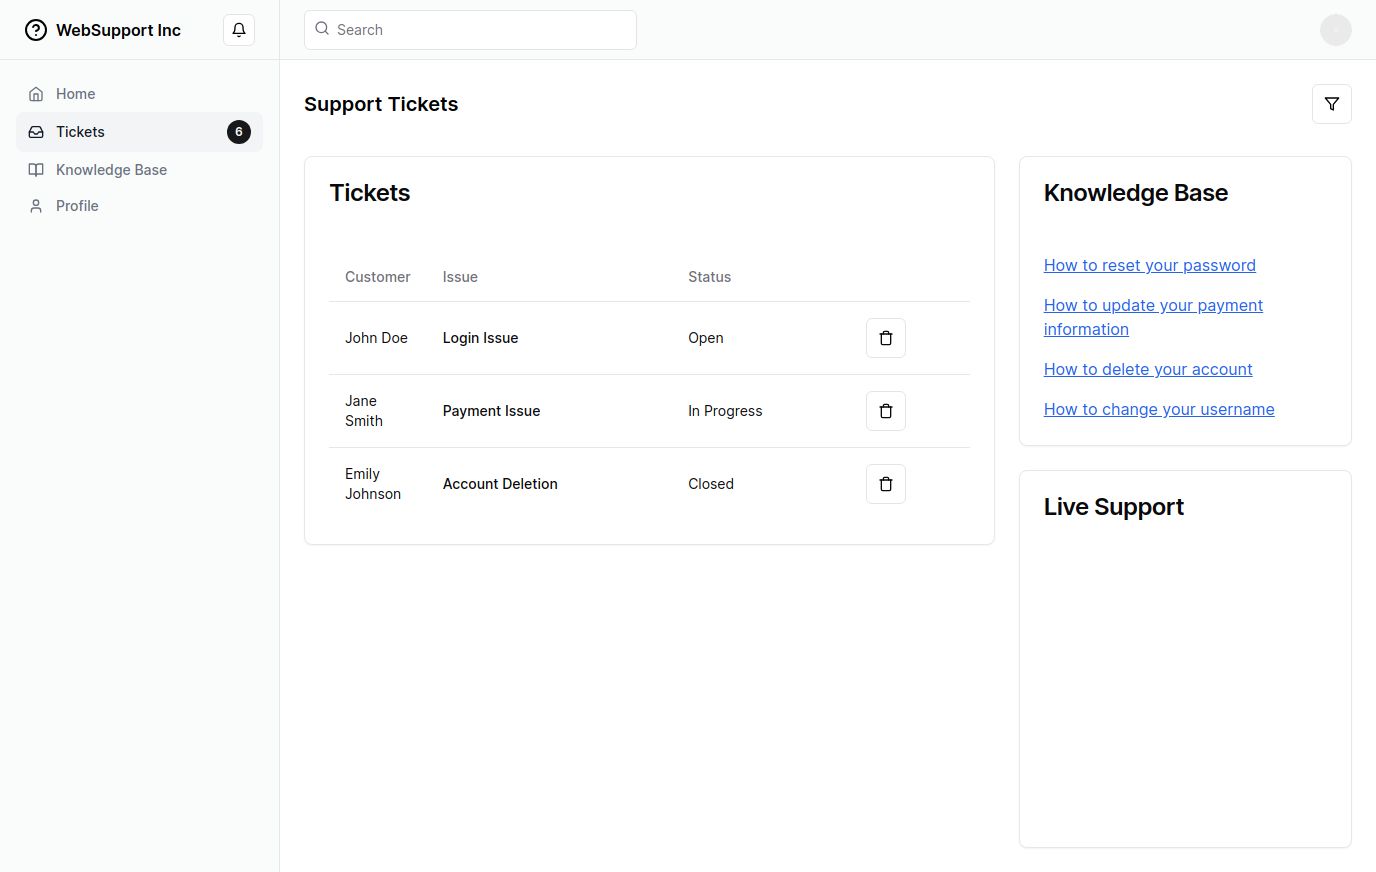 WebSupport Inc
Search
Home
Tickets 6
Knowledge Base
Profile
Support Tickets
Tickets
Customer Issue Status
John Doe Login Issue Open
Jane
Smith Payment Issue In Progress
Emily
Johnson Account Deletion Closed
Knowledge Base
How to reset your password
How to update your payment
information
How to delete your account
How to change your username
Live Support